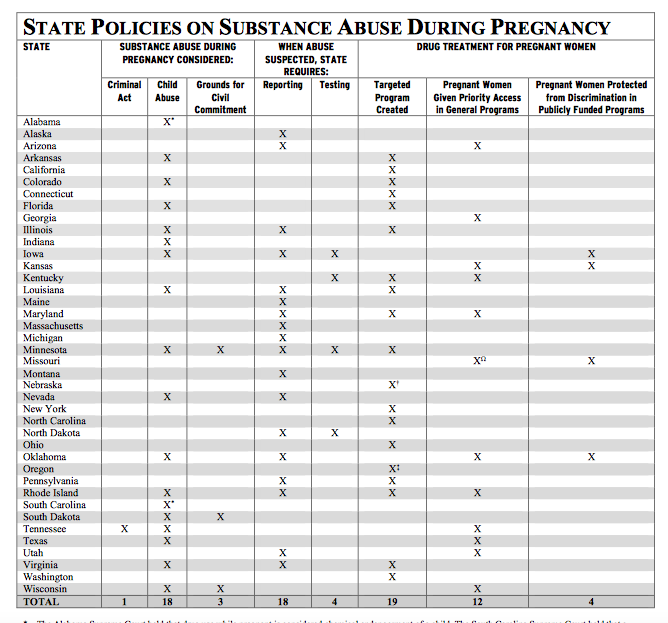 STATE POLICIES ON SUBSTANCE ABUSE DURING PREGNANCY
STATE SUBSTANCE ABUSE DURING PREGNANCY CONSIDERED: WHEN ABUSE SUSPECTED, STATE REQUIRES: DRUG TREATMENT FOR PREGNANT WOMEN
Criminal Act Child Abuse Grounds for Civil Commitment Reporting Testing Targeted Program Created Pregnant Women Given Priority Access in General Programs Pregnant Women Protected from Discrimination in Publicly Funded Programs
Alabama X*
Alaska X
Arizona X X
Arkansas X X
California X
Colorado X X
Connecticut X
Florida X X
Georgia X
Illinois X X X
Indiana X
Iowa X X X X
Kansas X X
Kentucky X X X
Louisiana X X X
Maine X
Maryland X X X
Massachusetts X
Michigan X
Minnesota X X X X X
Missouri XΩ X
Montana X
Nebraska X†
Nevada X X
New York X
North Carolina X
North Dakota X X
Ohio X
Oklahoma X X X X
Oregon X‡
Pennsylvania X X
Rhode Island X X X X
South Carolina X*
South Dakota X X
Tennessee X X X
Texas X X
Utah X X
Virginia X X X
Washington X
Wisconsin X X X
TOTAL 1 18 3 18 4 19 12 4